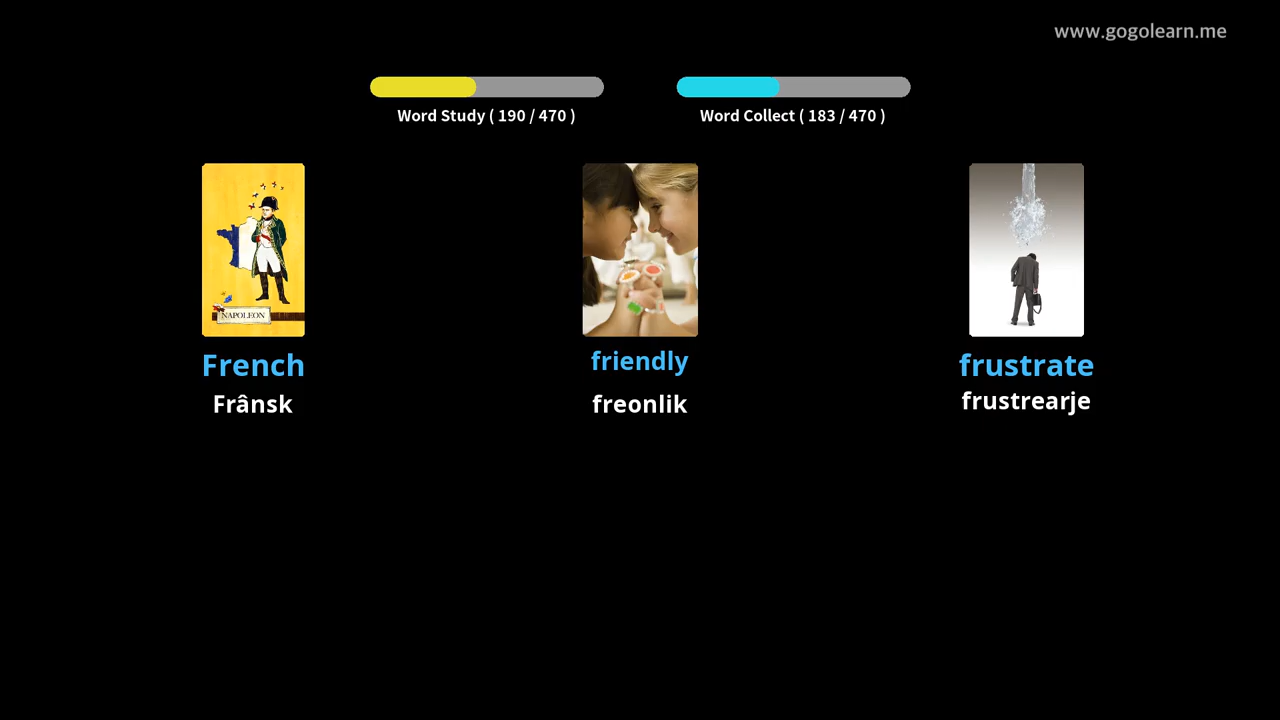 www.gogolearn.me
Word Study ( 190 / 470 )
Word Collect ( 183 / 470 )
NAPOLEON
French
friendly
frustrate
Frânsk
freonlik
frustrearje